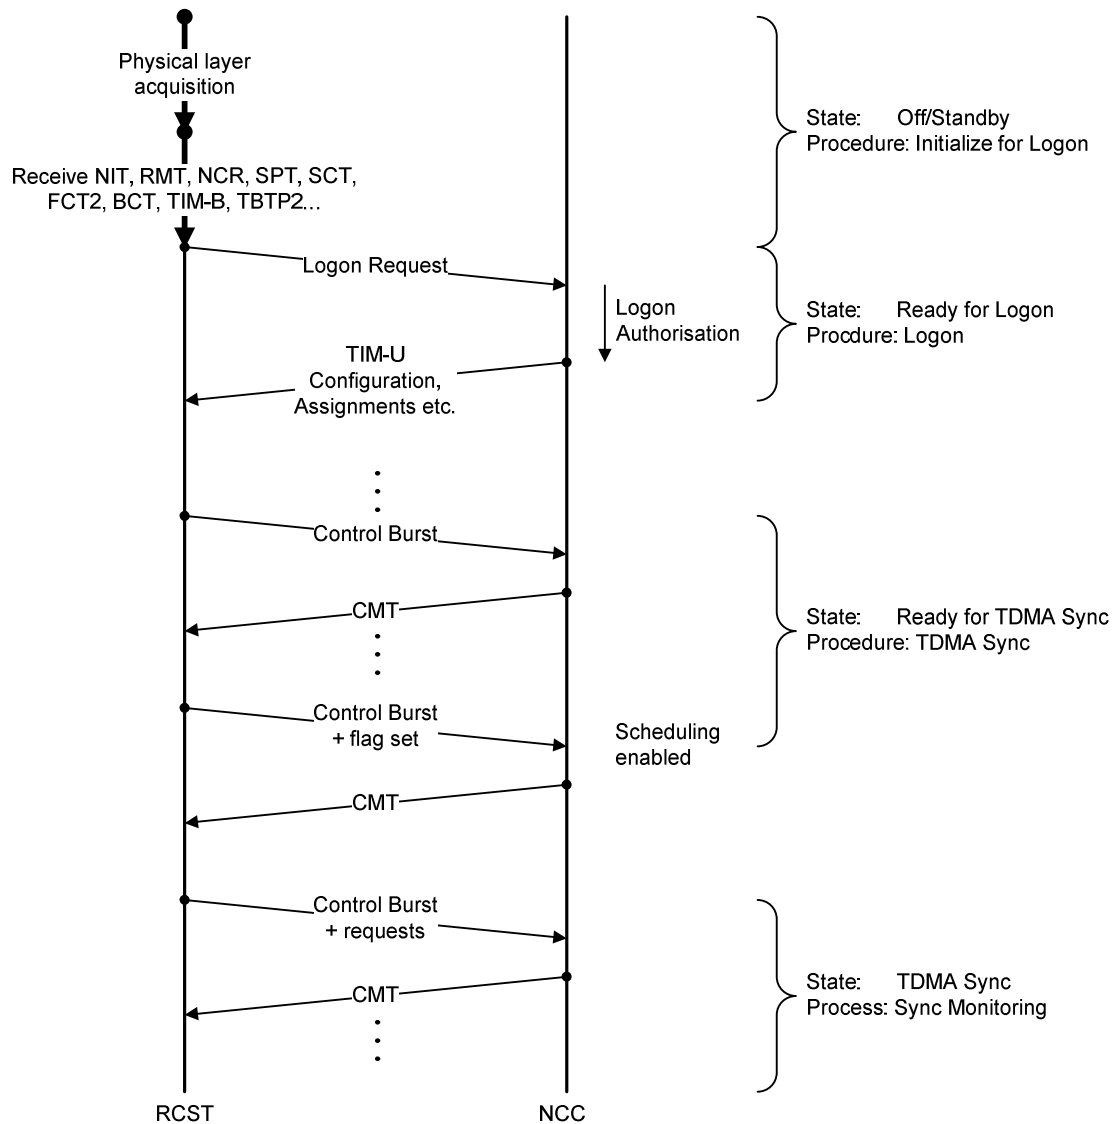 Physical layer
acquisition
State: Off/Standby
Procedure: Initialize for Logon
Receive NIT, RMT, NCR, SPT, SCT,
FCT2, BCT, TIM-B, TBTP2...
Logon Request
Logon
Authorisation
State: Ready for Logon
Procdure: Logon
TIM-U
Configuration,
Assignments etc.
Control Burst
CMT
State: Ready for TDMA Sync
Procedure: TDMA Sync
Control Burst
+ flag set
Scheduling
enabled
CMT
Control Burst
+ requests
CMT
State: TDMA Sync
Process: Sync Monitoring
RCST
NCC